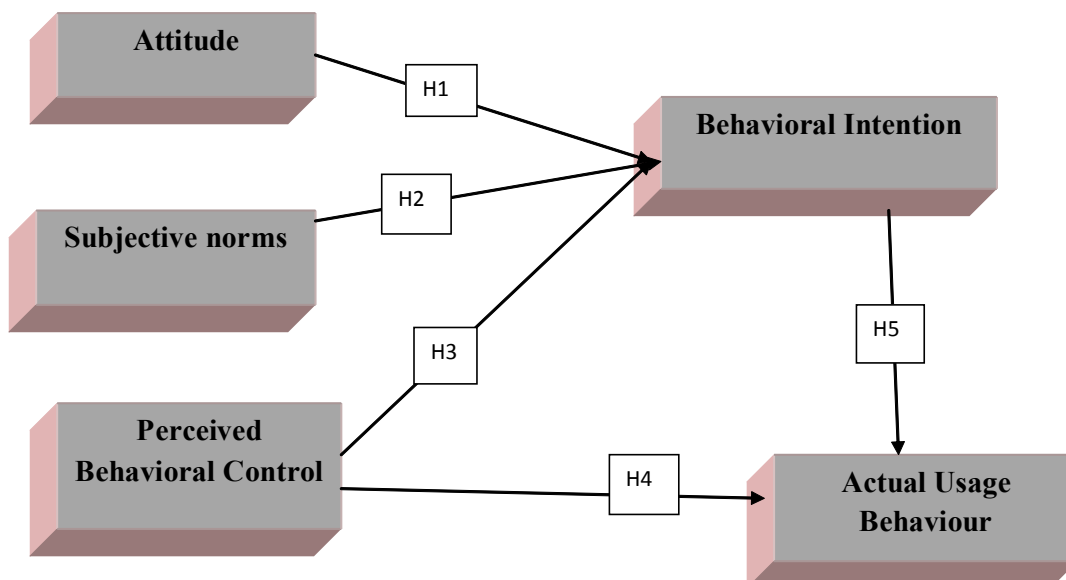 Attitude
H1
Behavioral Intention
H2
Subjective norms
H5
H3
Perceived
Behavioral Control
H4
Actual Usage
Behaviour